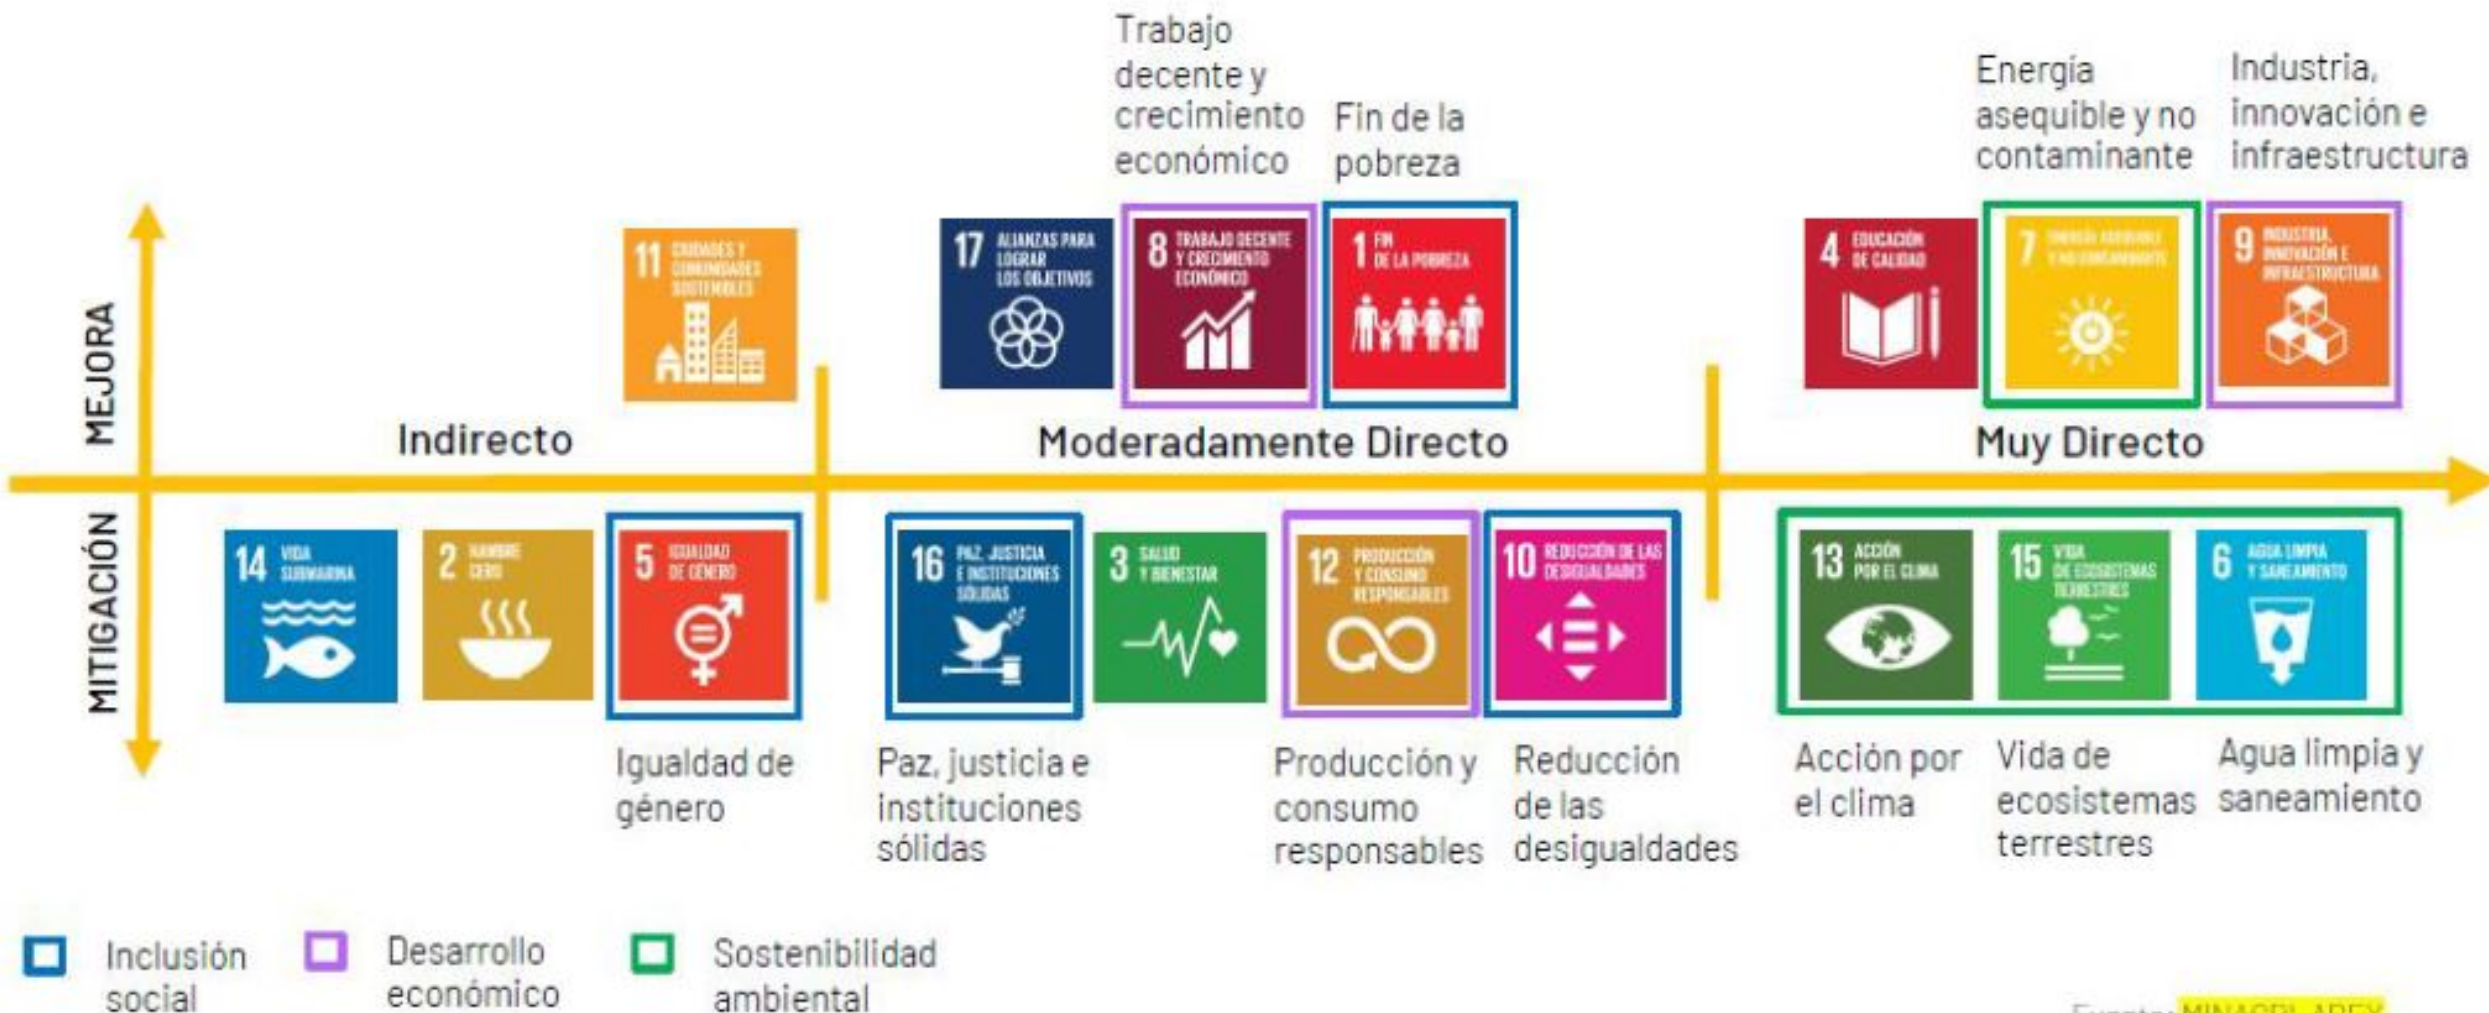 Trabajo
decente y
crecimiento
económico
Fin de la
pobreza
Energía
asequible y no
contaminante
Industria,
innovación e
infraestructura
MEJORA
11 CIUDADES Y
COMUNIDADES
SOSTENIBLES
17 ALIANZAS PARA
LOGRAR
LOS OBJETIVOS
8 TRABAJO DECENTE
Y CRECIMIENTO
ECONÓMICO
1 FIN
DE LA POBREZA
4 EDUCACIÓN
DE CALIDAD
7 ENERGÍA ASEQUIBLE
Y NO CONTAMINANTE
9 INDUSTRIA,
INNOVACIÓN E
INFRAESTRUCTURA
Indirecto
Moderadamente Directo
Muy Directo
MITIGACIÓN
14 VIDA
SUBMARINA
2 HAMBRE
CERO
5 IGUALDAD
DE GÉNERO
16 PAZ, JUSTICIA
E INSTITUCIONES
SÓLIDAS
3 SALUD
Y BIENESTAR
12 PRODUCCIÓN
Y CONSUMO
RESPONSABLES
10 REDUCCIÓN DE LAS
DESIGUALDADES
13 ACCIÓN
POR EL CLIMA
15 VIDA
DE ECOSISTEMAS
TERRESTRES
6 AGUA LIMPIA
Y SANEAMIENTO
Igualdad de
género
Paz, justicia e
instituciones
sólidas
Producción y
consumo
responsables
Reducción
de las
desigualdades
Acción por
el clima
Vida de
ecosistemas
terrestres
Agua limpia y
saneamiento
Inclusión
social
Desarrollo
económico
Sostenibilidad
ambiental